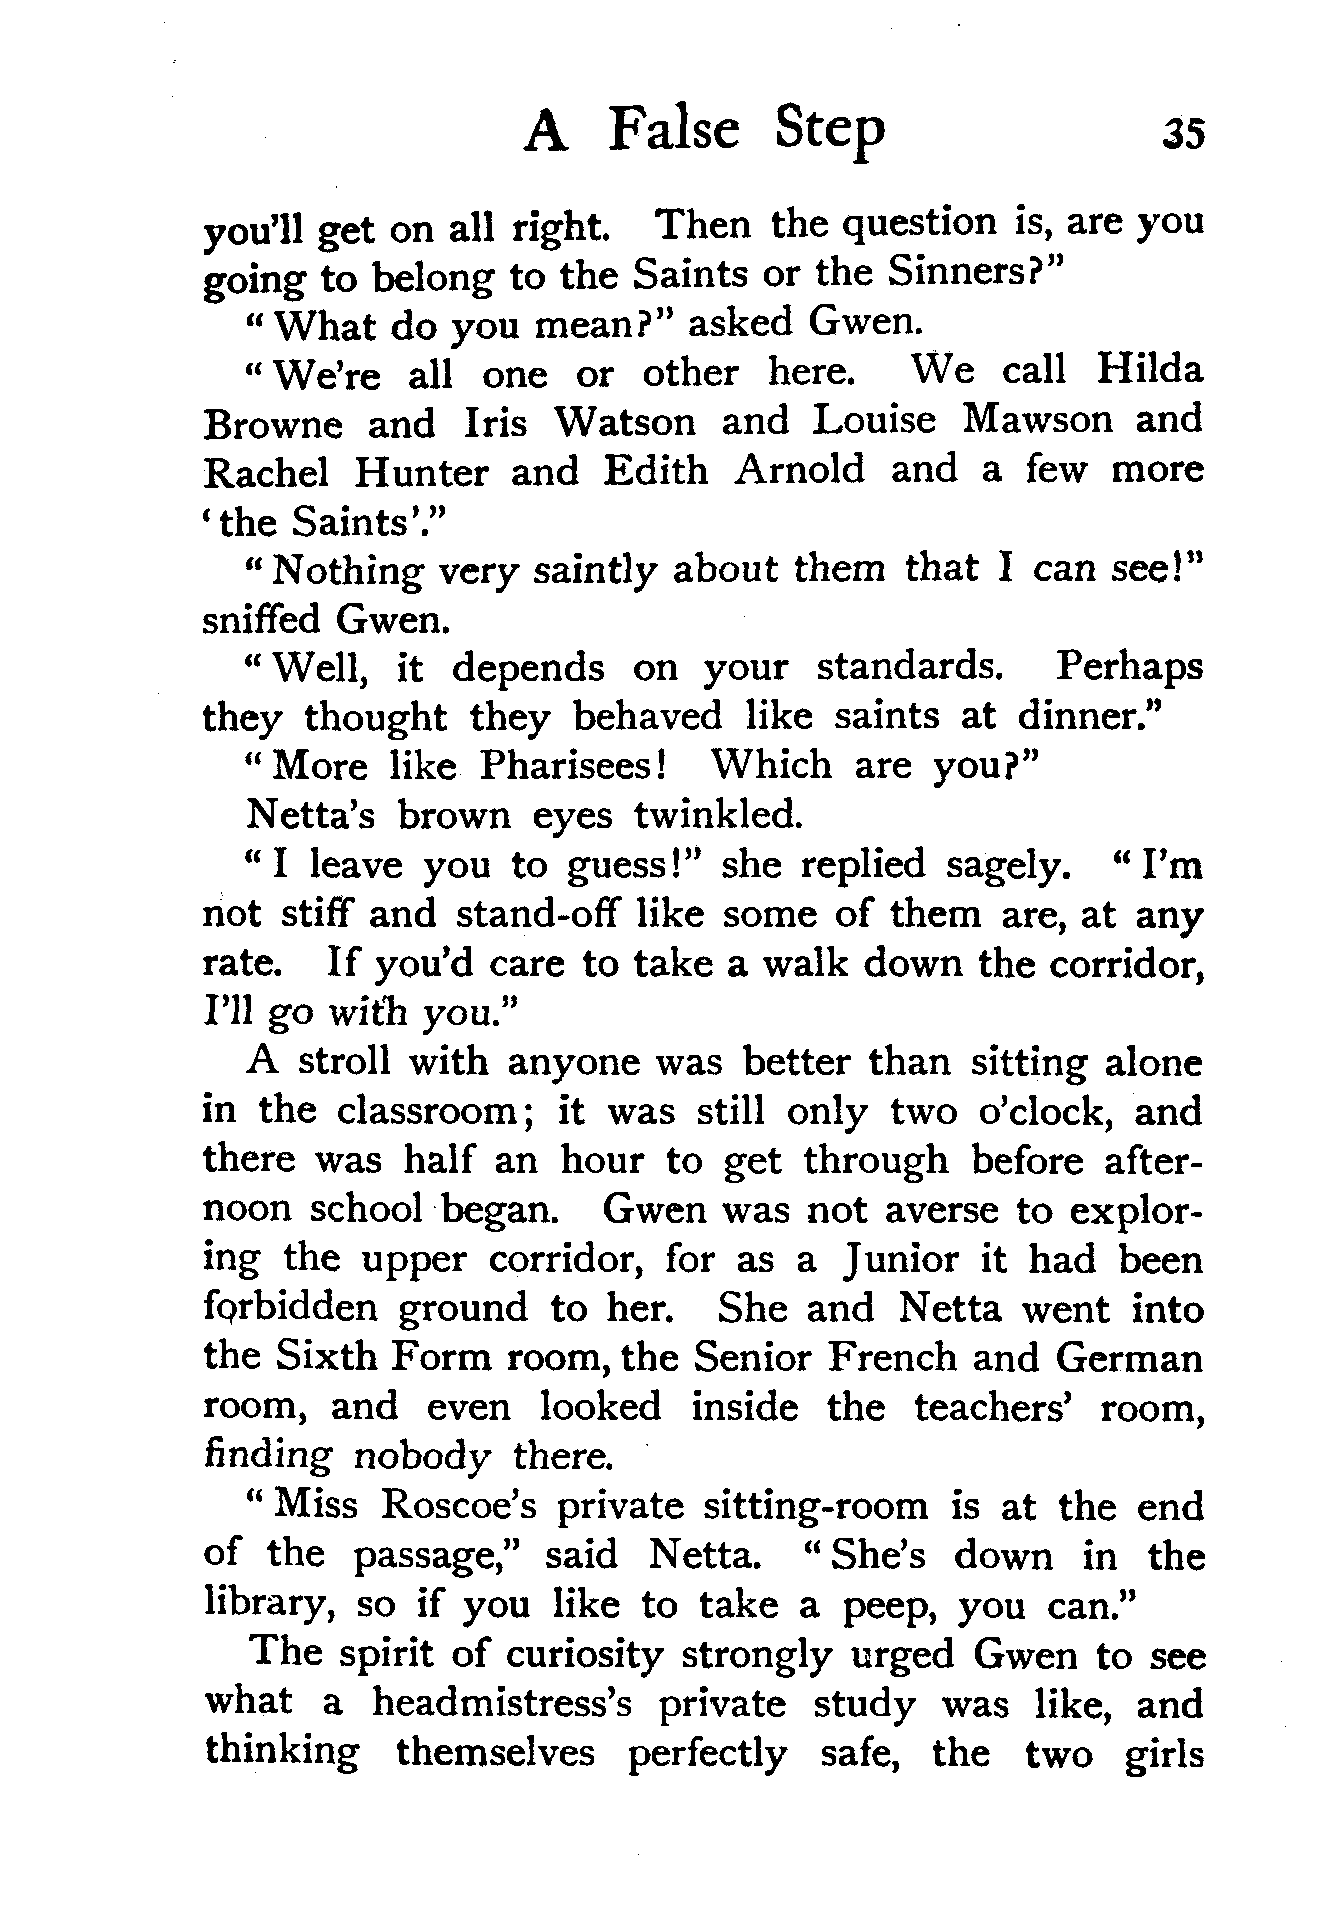 A False Step 35
you'll get on all right. Then the question is, are you
going to belong to the Saints or the Sinners?"
"What do you mean?" asked Gwen.
"We're all one or other here. We call Hilda
Browne and Iris Watson and Louise Mawson and
Rachel Hunter and Edith Arnold and a few more
'the Saints'."
"Nothing very saintly about them that I can see!"
sniffed Gwen.
"Well, it depends on your standards. Perhaps
they thought they behaved like saints at dinner."
"More like Pharisees! Which are you?"
Netta's brown eyes twinkled.
"I leave you to guess!" she replied sagely. "I'm
not stiff and stand-off like some of them are, at any
rate. If you'd care to take a walk down the corridor,
I'll go with you."
A stroll with anyone was better than sitting alone
in the classroom; it was still only two o'clock, and
there was half an hour to get through before after-
noon school began. Gwen was not averse to explor-
ing the upper corridor, for as a Junior it had been
forbidden ground to her. She and Netta went into
the Sixth Form room, the Senior French and German
room, and even looked inside the teachers' room,
finding nobody there.
"Miss Roscoe's private sitting-room is at the end
of the passage," said Netta. "She's down in the
library, so if you like to take a peep, you can."
The spirit of curiosity strongly urged Gwen to see
what a headmistress's private study was like, and
thinking themselves perfectly safe, the two girls